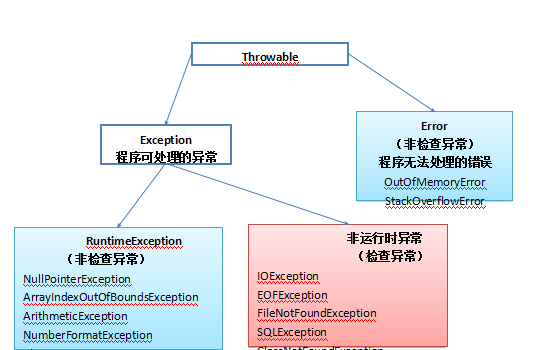 Throwable
Exception
程序可处理的异常
Error
（非检查异常）
程序无法处理的错误
OutOfMemoryError
StackOverflowError
RuntimeException
（非检查异常）
NullPointerException
ArrayIndexOutOfBoundsException
ArithmeticException
NumberFormatException
非运行时异常
（检查异常）
IOException
EOFException
FileNotFoundException
SQLException